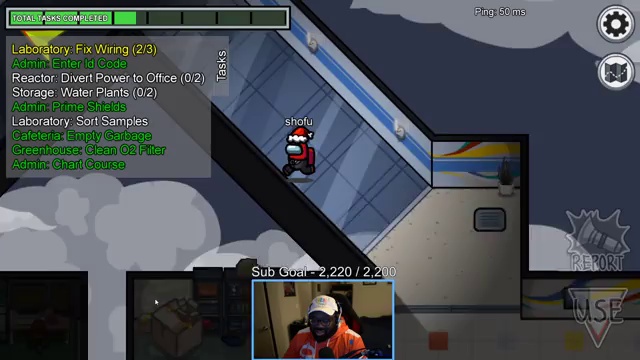 TOTAL TASKS COMPLETED
Ping: 50 ms
Laboratory: Fix Wiring (2/3)
Admin: Enter Id Code
Reactor: Divert Power to Office (0/2)
Storage: Water Plants (0/2)
Admin: Prime Shields
Laboratory: Sort Samples
Cafeteria: Empty Garbage
Greenhouse: Clean O2 Filter
Admin: Chart Course
Tasks
shofu
REPORT
Sub Goal - 2,220 / 2,200
USE